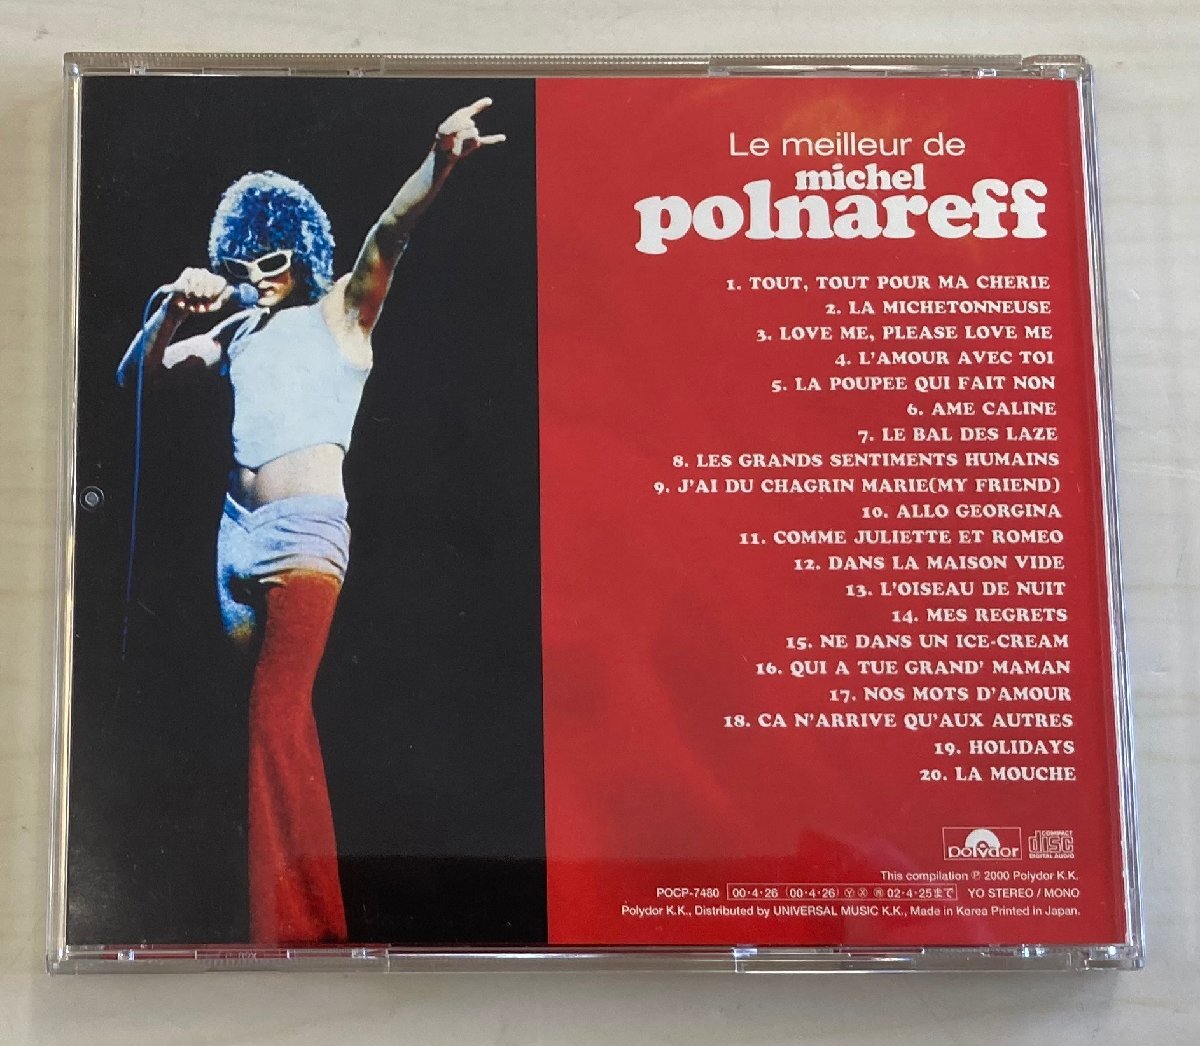 Le meilleur de
michel
polnareff
1. TOUT, TOUT POUR MA CHERIE
2. LA MICHETONNEUSE
3. LOVE ME, PLEASE LOVE ME
4. L'AMOUR AVEC TOI
5. LA POUPEE QUI FAIT NON
6. AME CALINE
7. LE BAL DES LAZE
8. LES GRANDS SENTIMENTS HUMAINS
9. J'AI DU CHAGRIN MARIE(MY FRIEND)
10. ALLO GEORGINA
11. COMME JULIETTE ET ROMEO
12. DANS LA MAISON VIDE
13. L'OISEAU DE NUIT
14. MES REGRETS
15. NE DANS UN ICE-CREAM
16. QUI A TUE GRAND' MAMAN
17. NOS MOTS D'AMOUR
18. CA N'ARRIVE QU'AUX AUTRES
19. HOLIDAYS
20. LA MOUCHE
polydor COMPACT disc DIGITAL AUDIO
This compilation ℗ 2000 Polydor K.K.
POCP-7480 00・4・26 (00・4・26) Ⓨ Ⓧ 02・4・25まで YO STEREO / MONO
Polydor K.K., Distributed by UNIVERSAL MUSIC K.K., Made in Korea Printed in Japan.